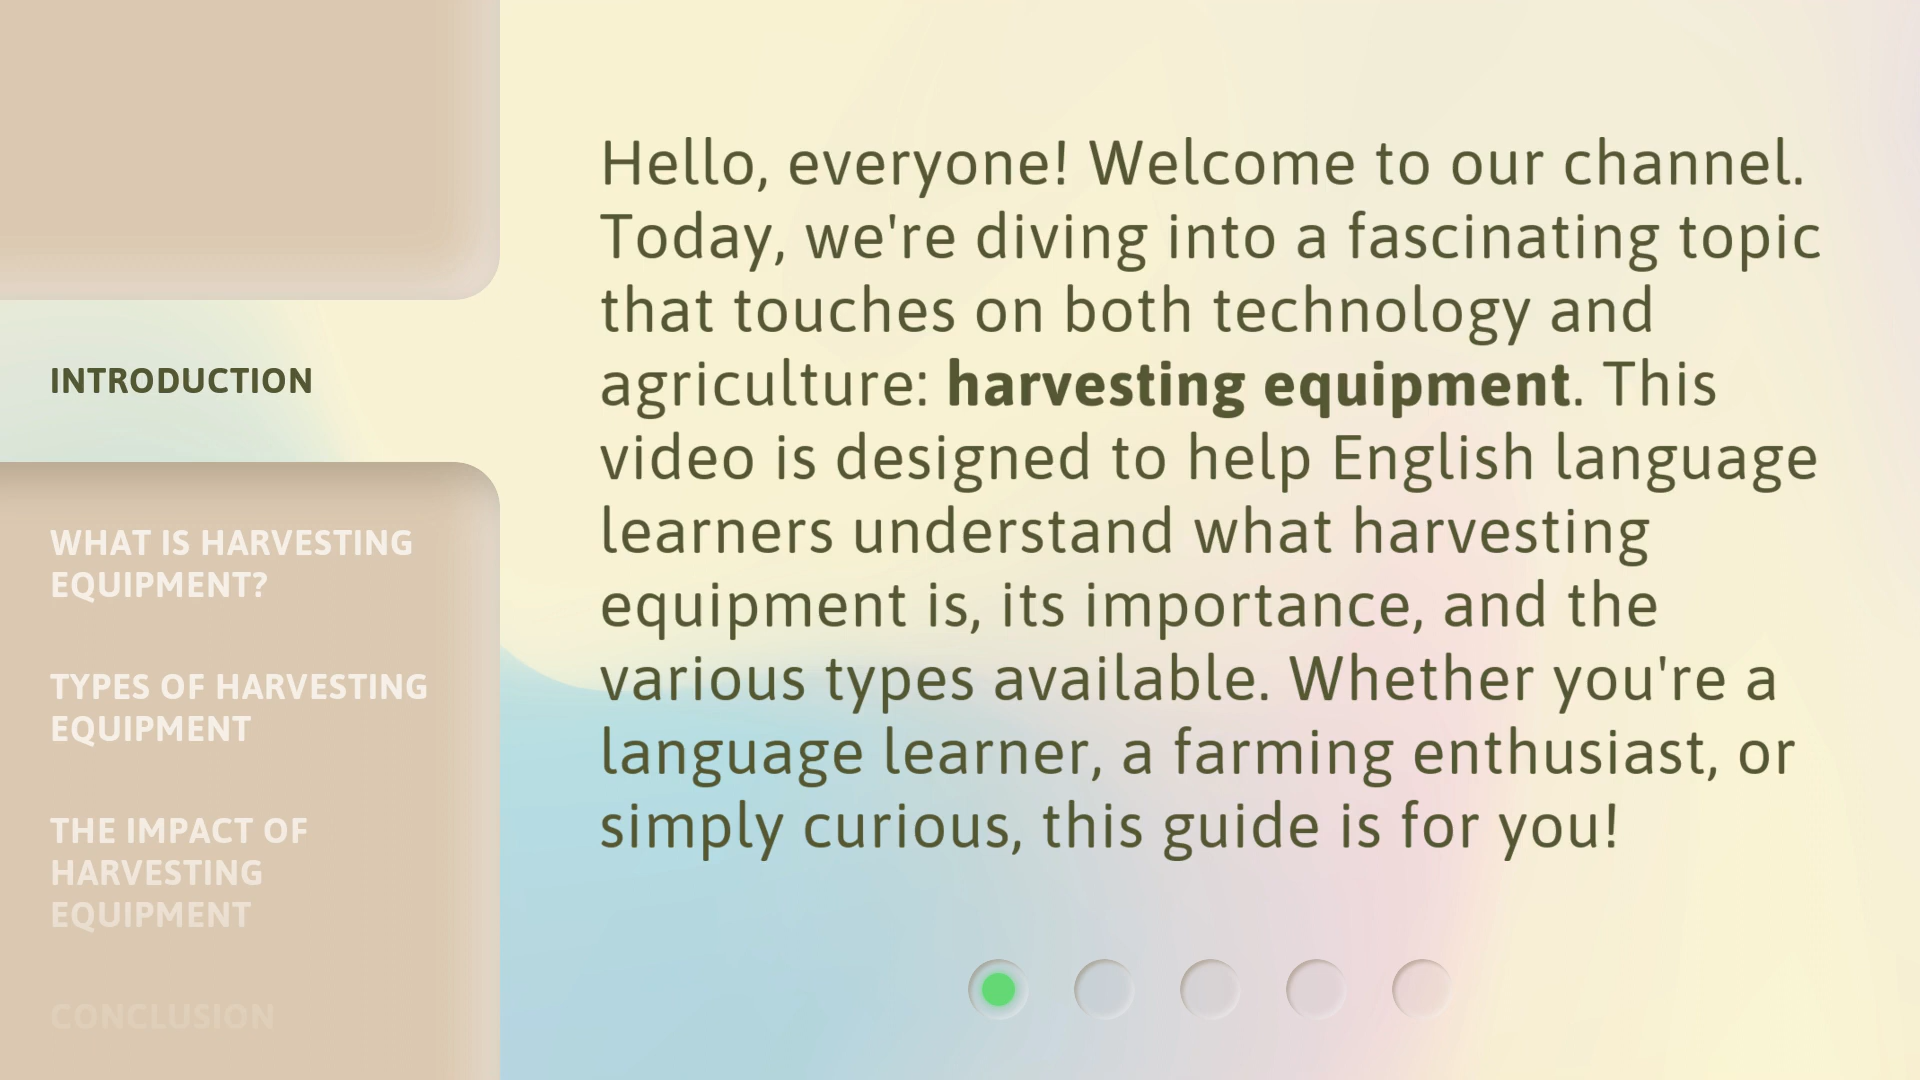 INTRODUCTION
WHAT IS HARVESTING
EQUIPMENT?
TYPES OF HARVESTING
EQUIPMENT
THE IMPACT OF
HARVESTING
EQUIPMENT
CONCLUSION
Hello, everyone! Welcome to our channel.
Today, we're diving into a fascinating topic
that touches on both technology and
agriculture: harvesting equipment. This
video is designed to help English language
learners understand what harvesting
equipment is, its importance, and the
various types available. Whether you're a
language learner, a farming enthusiast, or
simply curious, this guide is for you!